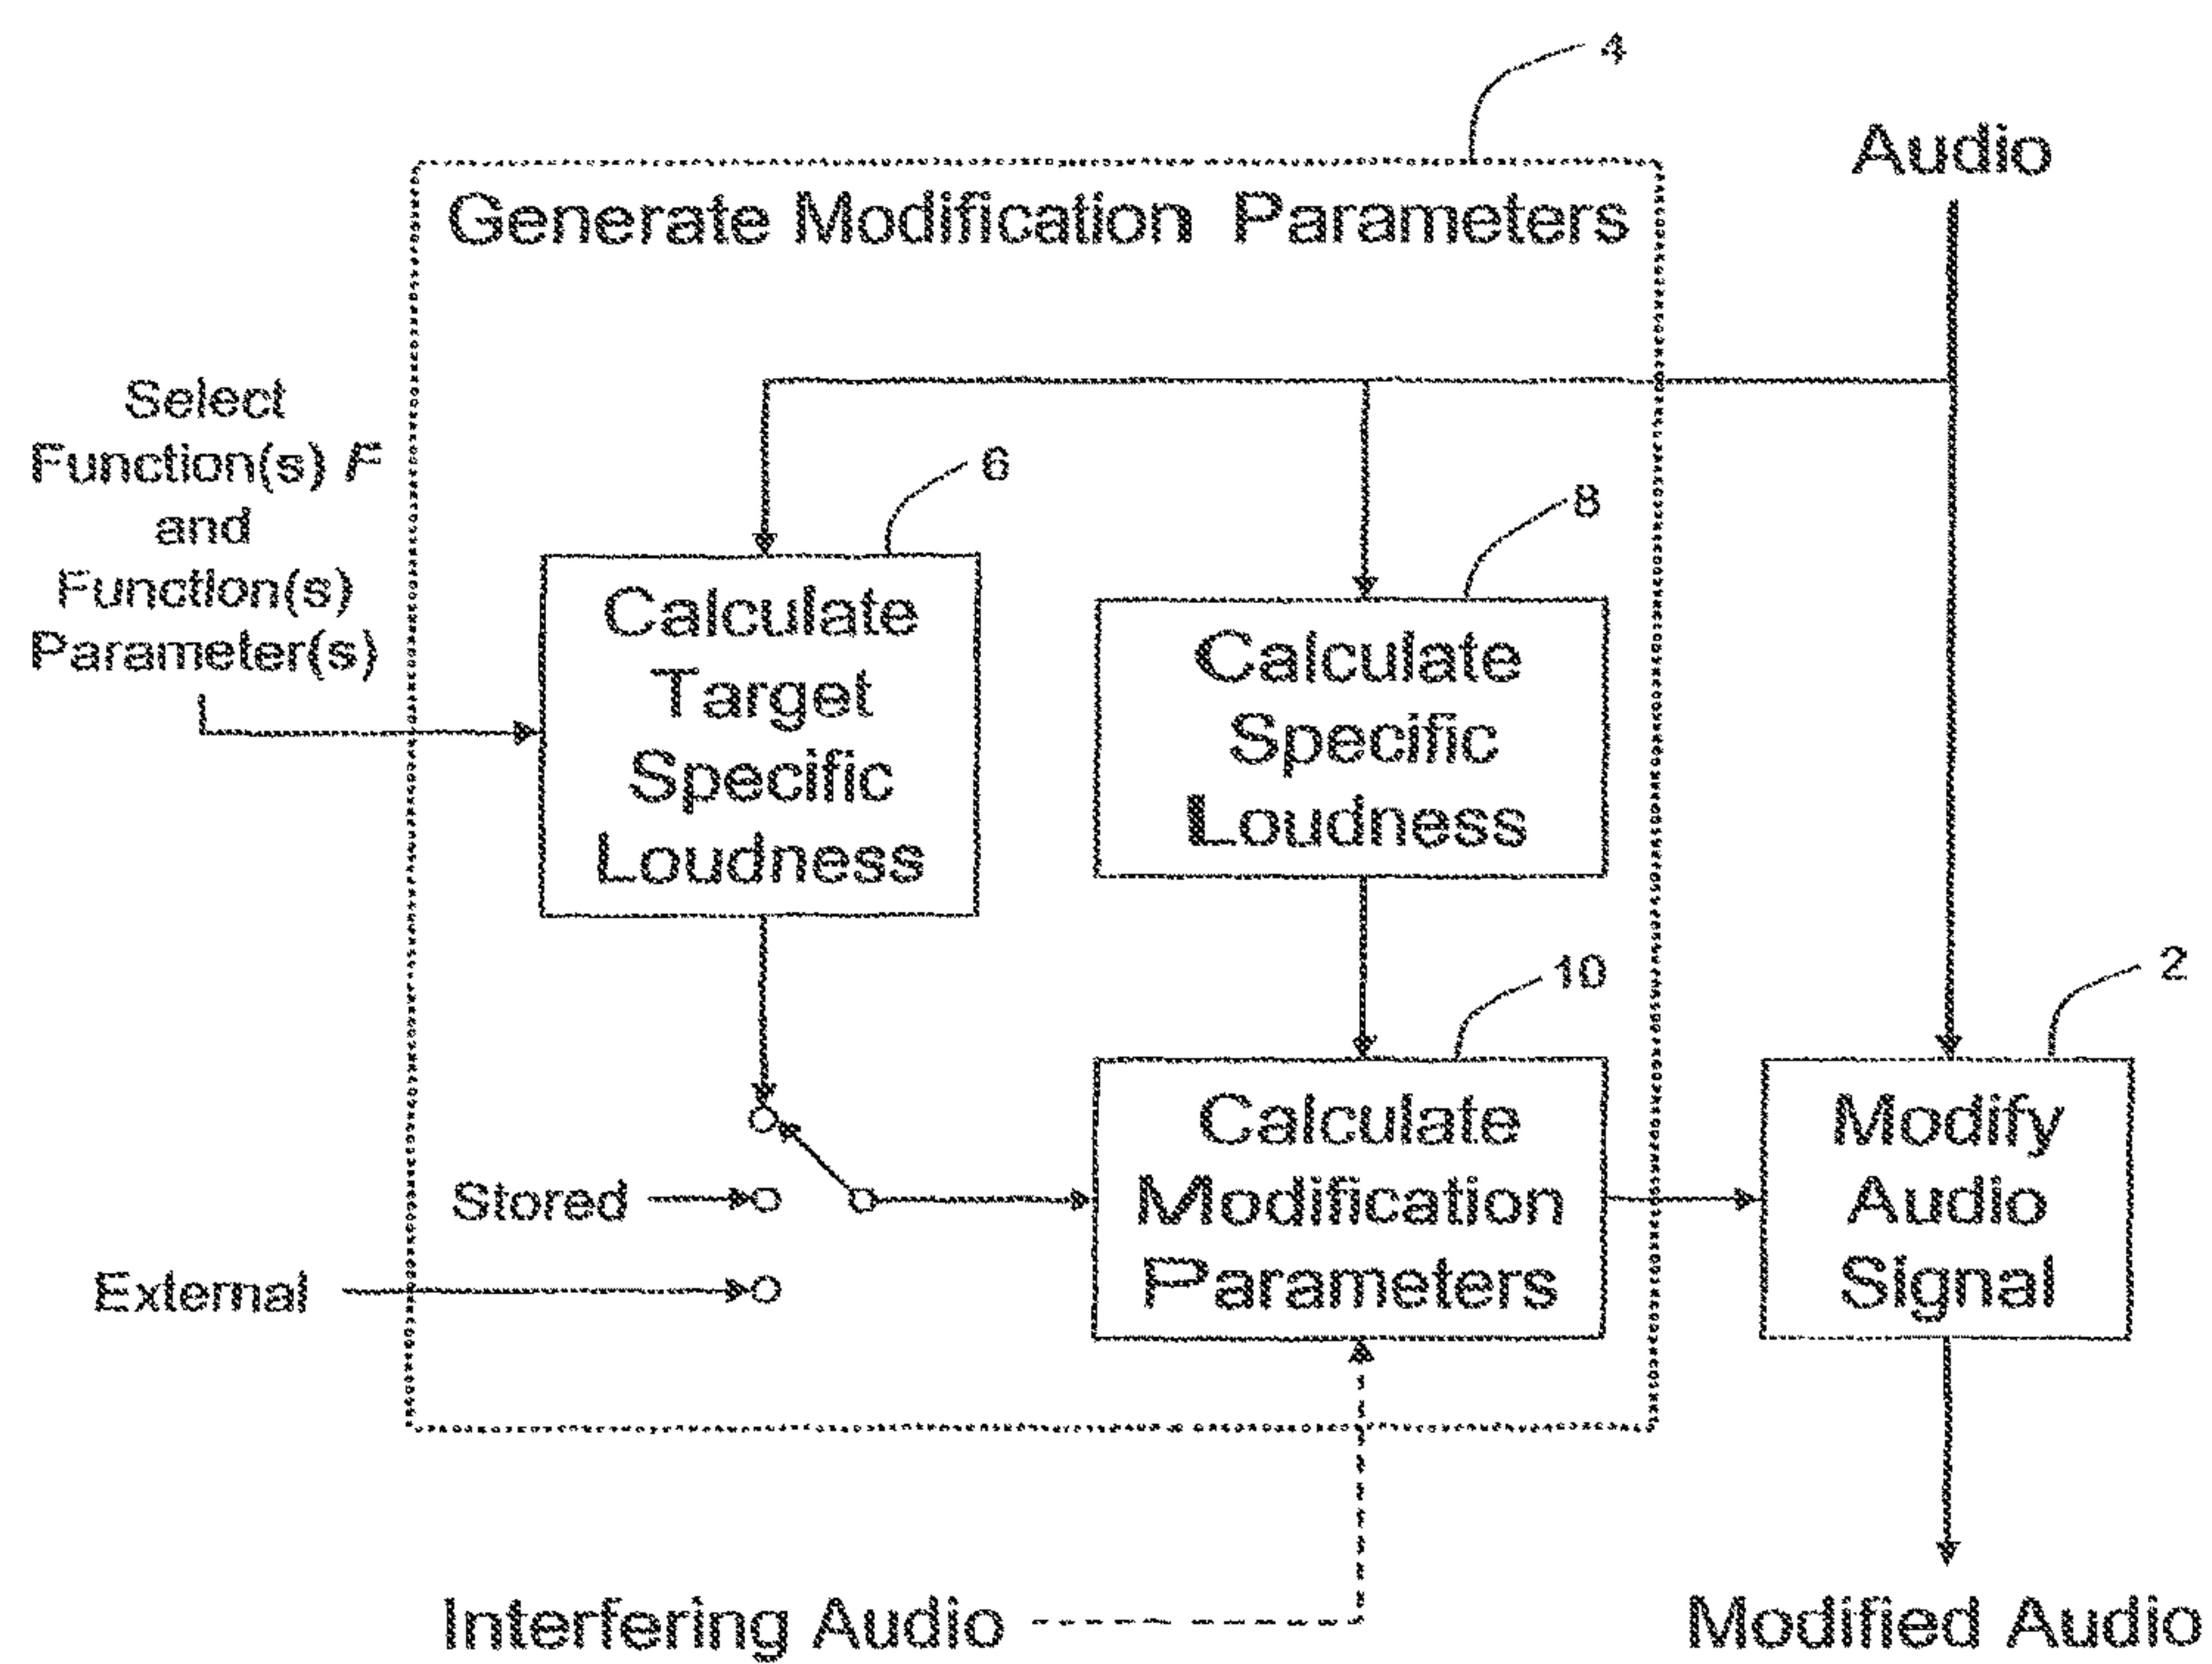 4
Audio
Generate Modification Parameters
Select
Function(s) F
and
Function(s)
Parameter(s)
6
8
Calculate
Target
Specific
Loudness
Calculate
Specific
Loudness
10
2
Calculate
Modification
Parameters
Modify
Audio
Signal
Stored
External
Interfering Audio
Modified Audio